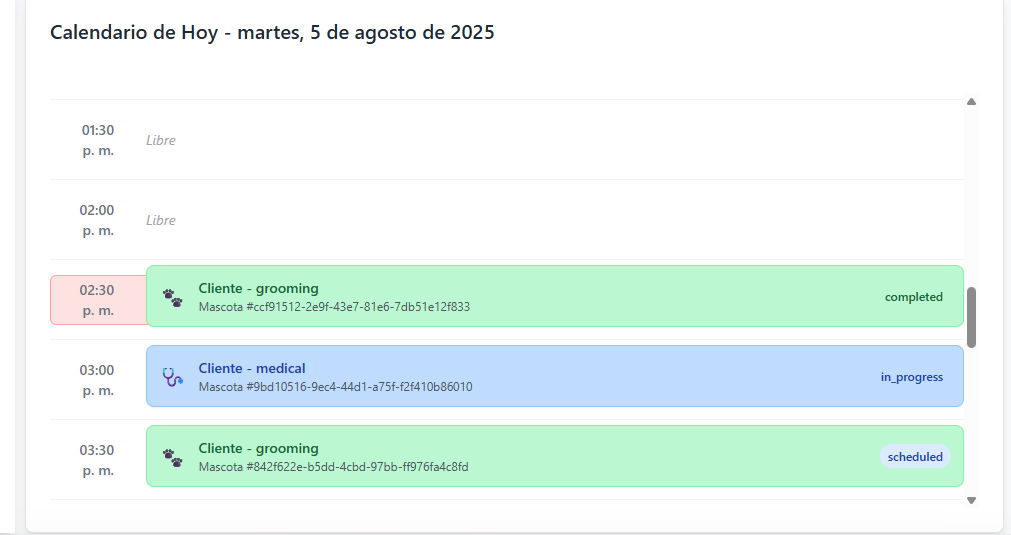 Calendario de Hoy - martes, 5 de agosto de 2025
01:30
p. m.
Libre
02:00
p. m.
Libre
02:30
p. m.
Cliente - grooming
Mascota #ccf91512-2e9f-43e7-81e6-7db51e12f833
completed
03:00
p. m.
Cliente - medical
Mascota #9bd10516-9ec4-44d1-a75f-f2f410b86010
in_progress
03:30
p. m.
Cliente - grooming
Mascota #842f622e-b5dd-4cbd-97bb-ff976fa4c8fd
scheduled